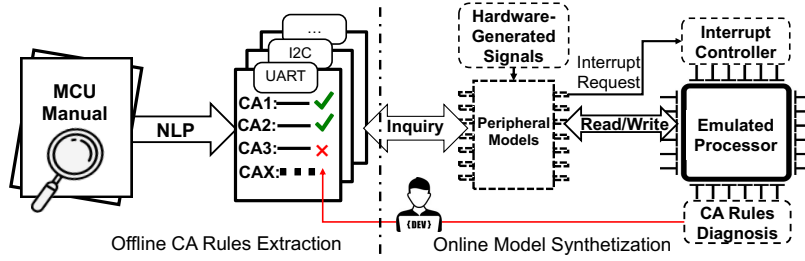 MCU
Manual
NLP
...
I2C
UART
CA1:
CA2:
CA3:
CAX:
Offline CA Rules Extraction
Inquiry
Hardware-
Generated
Signals
Peripheral
Models
Interrupt
Request
Read/Write
Interrupt
Controller
Emulated
Processor
CA Rules
Diagnosis
{DEV}
Online Model Synthetization